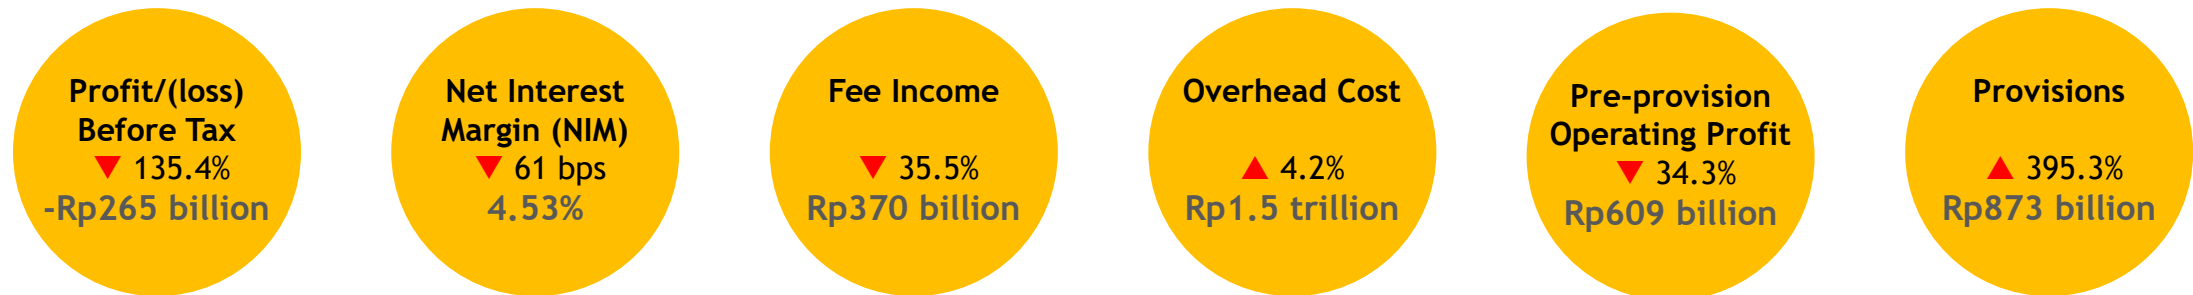 Profit/(loss)
Before Tax
▼ 135.4%
-Rp265 billion
Net Interest
Margin (NIM)
▼ 61 bps
4.53%
Fee Income
▼ 35.5%
Rp370 billion
Overhead Cost
▲ 4.2%
Rp1.5 trillion
Pre-provision
Operating Profit
▼ 34.3%
Rp609 billion
Provisions
▲ 395.3%
Rp873 billion